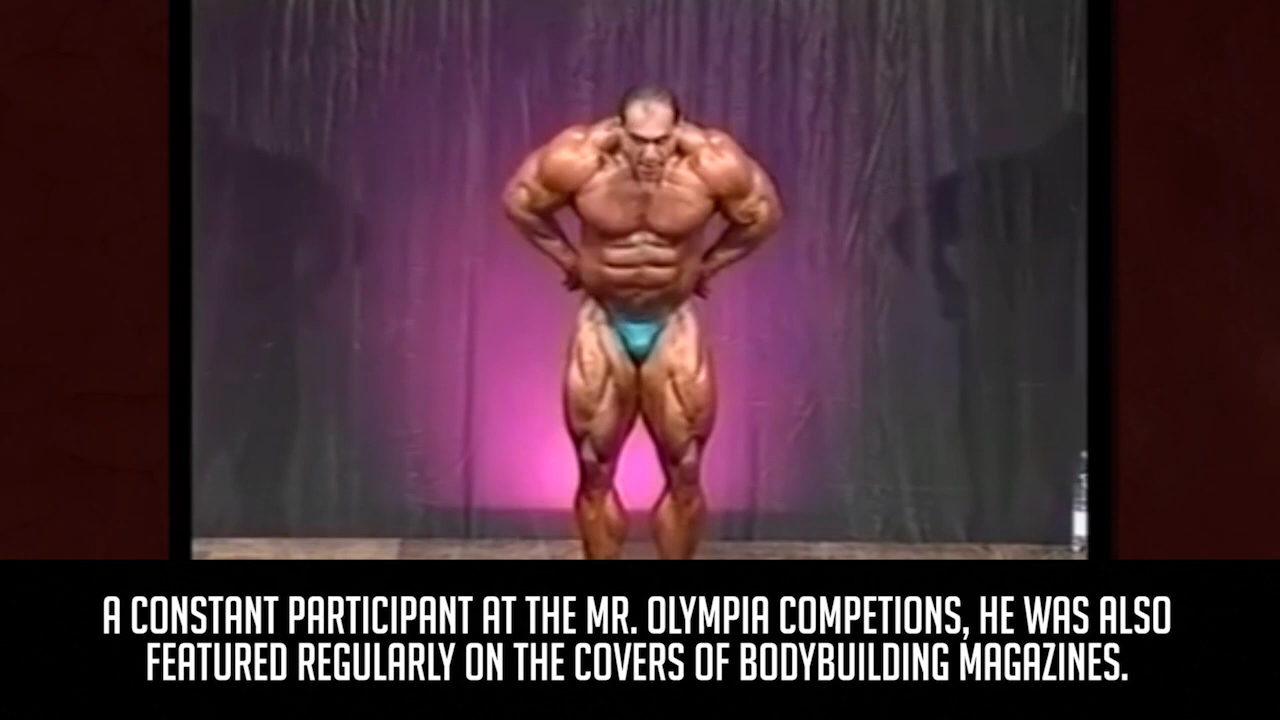 A CONSTANT PARTICIPANT AT THE MR. OLYMPIA COMPETIONS, HE WAS ALSO
FEATURED REGULARLY ON THE COVERS OF BODYBUILDING MAGAZINES.